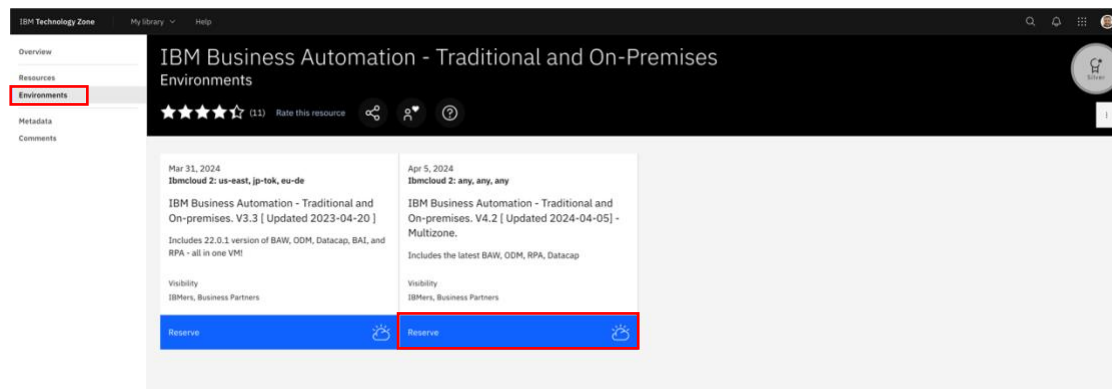 IBM Technology Zone My library Help
Overview
Resources
Environments
Metadata
Comments
IBM Business Automation - Traditional and On-Premises
Environments
(11) Rate this resource
Silver
Mar 31, 2024
Ibmcloud 2: us-east, jp-tok, eu-de
IBM Business Automation - Traditional and
On-premises. V3.3 [ Updated 2023-04-20 ]
Includes 22.0.1 version of BAW, ODM, Datacap, BAI, and
RPA - all in one VM!
Visibility
IBMers, Business Partners
Reserve
Apr 5, 2024
Ibmcloud 2: any, any, any
IBM Business Automation - Traditional and
On-premises. V4.2 [ Updated 2024-04-05] -
Multizone.
Includes the latest BAW, ODM, RPA, Datacap
Visibility
IBMers, Business Partners
Reserve